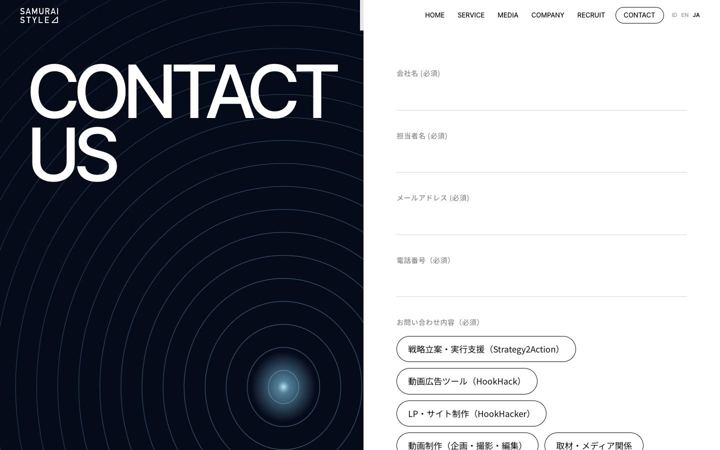 SAMURAI
STYLE
HOME SERVICE MEDIA COMPANY RECRUIT CONTACT ID EN JA
CONTACT
US
会社名 (必須)
担当者名 (必須)
メールアドレス (必須)
電話番号（必須）
お問い合わせ内容（必須）
戦略立案・実行支援（Strategy2Action）
動画広告ツール（HookHack）
LP・サイト制作（HookHacker）
動画制作（企画・撮影・編集） 取材・メディア関係